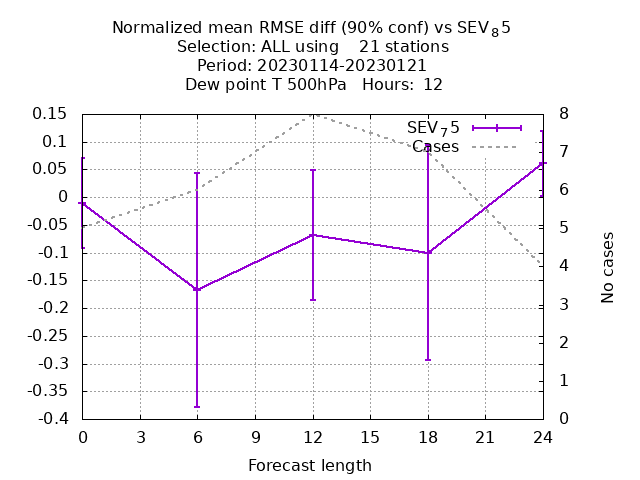 Normalized mean RMSE diff (90% conf) vs SEV₈5
Selection: ALL using    21 stations
Period: 20230114-20230121
Dew point T 500hPa   Hours:  12
SEV₇5
Cases
0.15
0.1
0.05
0
-0.05
-0.1
-0.15
-0.2
-0.25
-0.3
-0.35
-0.4
8
7
6
5
4
3
2
1
0
No cases
0 3 6 9 12 15 18 21 24
Forecast length